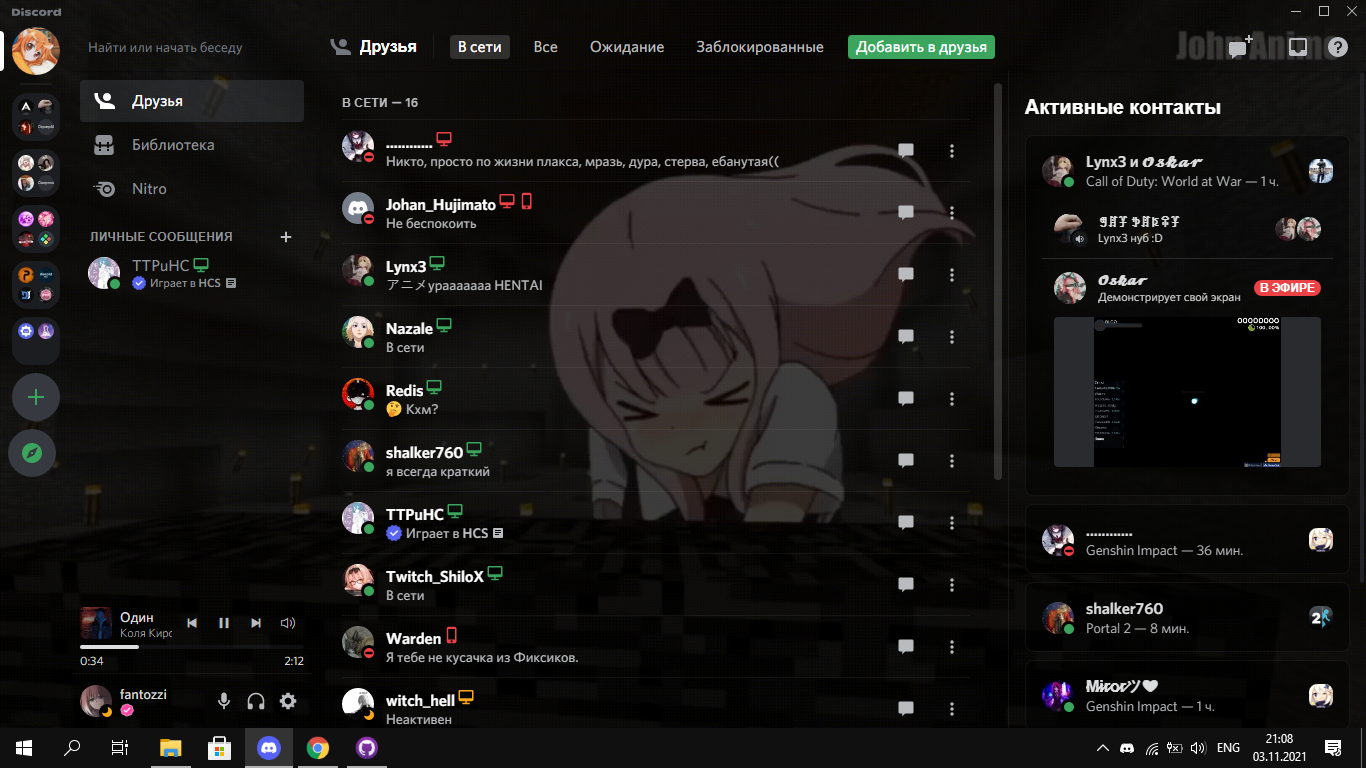 Discord
Найти или начать беседу
Друзья
Библиотека
Nitro
ЛИЧНЫЕ СООБЩЕНИЯ
TTPuHC
Играет в HCS
Один
Коля Кирс
0:34
2:12
fantozzi
Друзья
В сети
Все
Ожидание
Заблокированные
Добавить в друзья
В СЕТИ — 16
............
Никто, просто по жизни плакса, мразь, дура, стерва, ебанутая((
Johan_Hujimato
Не беспокоить
Lynx3
アニメурааааааа HENTAI
Nazale
В сети
Redis
🤔 Кхм?
shalker760
я всегда краткий
TTPuHC
Играет в HCS
Twitch_ShiloX
В сети
Warden
Я тебе не кусачка из Фиксиков.
witch_hell
Неактивен
John Anime
Активные контакты
Lynx3 и 𝓞𝓼𝓴𝓪𝓻
Call of Duty: World at War — 1 ч.
Lynx3 нуб :D
𝓞𝓼𝓴𝓪𝓻
Демонстрирует свой экран
В ЭФИРЕ
00000000
100.00%
............
Genshin Impact — 36 мин.
shalker760
Portal 2 — 8 мин.
Mirorツ🖤
Genshin Impact — 1 ч.
ENG
21:08
03.11.2021